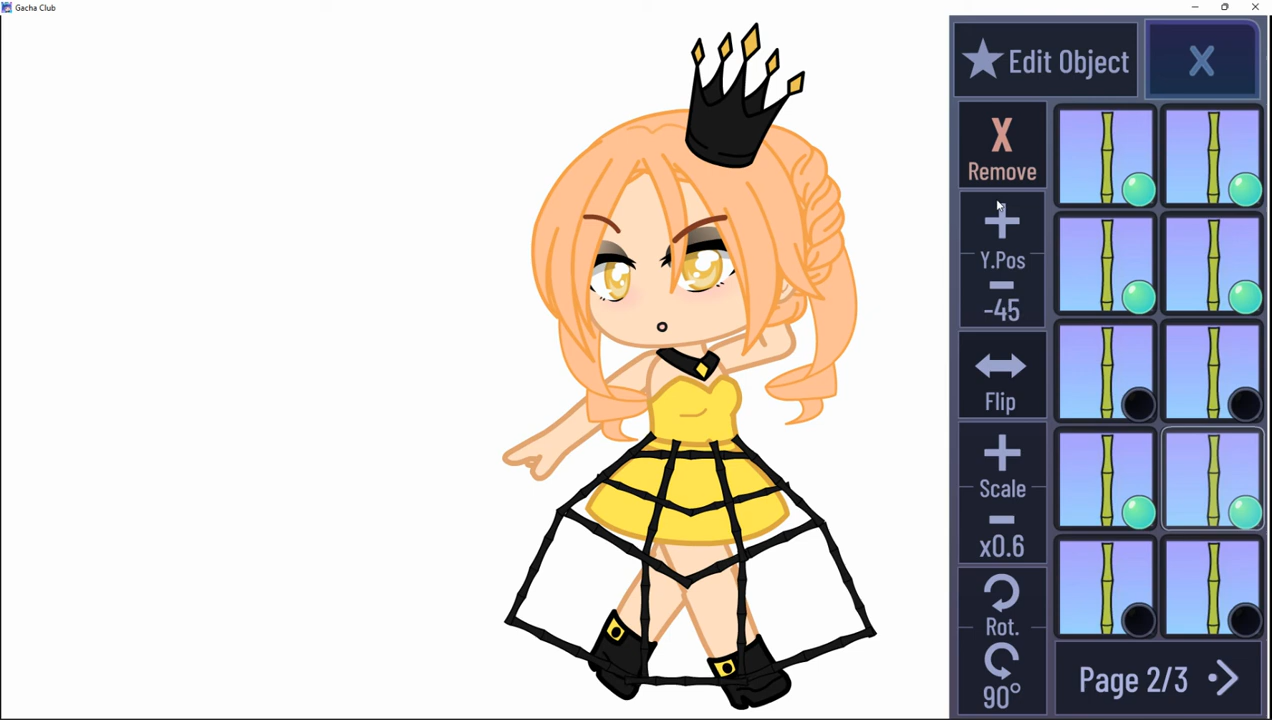 Gacha Club
Edit Object
X
X
Remove
+
Y.Pos
-45
Flip
+
Scale
x0.6
Rot.
90°
Page 2/3